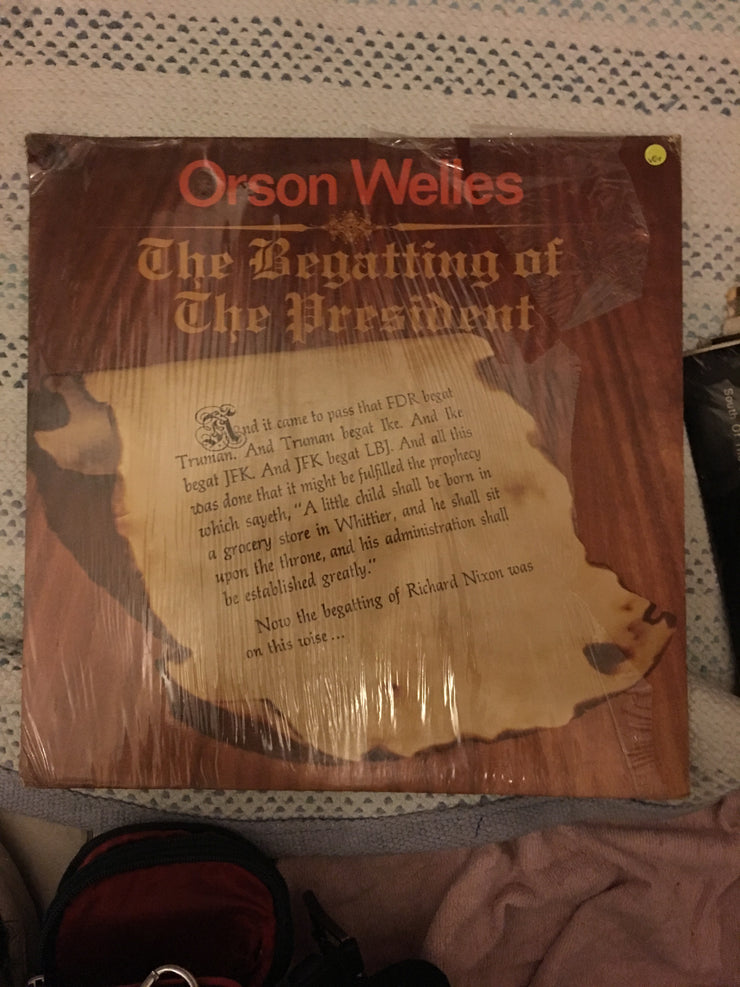 Orson Welles
The Begatting of
The President
And it came to pass that FDR begat
Truman. And Truman begat Ike. And Ike
begat JFK. And JFK begat LBJ. And all this
was done that it might be fulfilled the prophecy
which sayeth, "A little child shall be born in
a grocery store in Whittier, and he shall sit
upon the throne, and his administration shall
be established greatly."
Now the begatting of Richard Nixon was
on this wise...
South Of